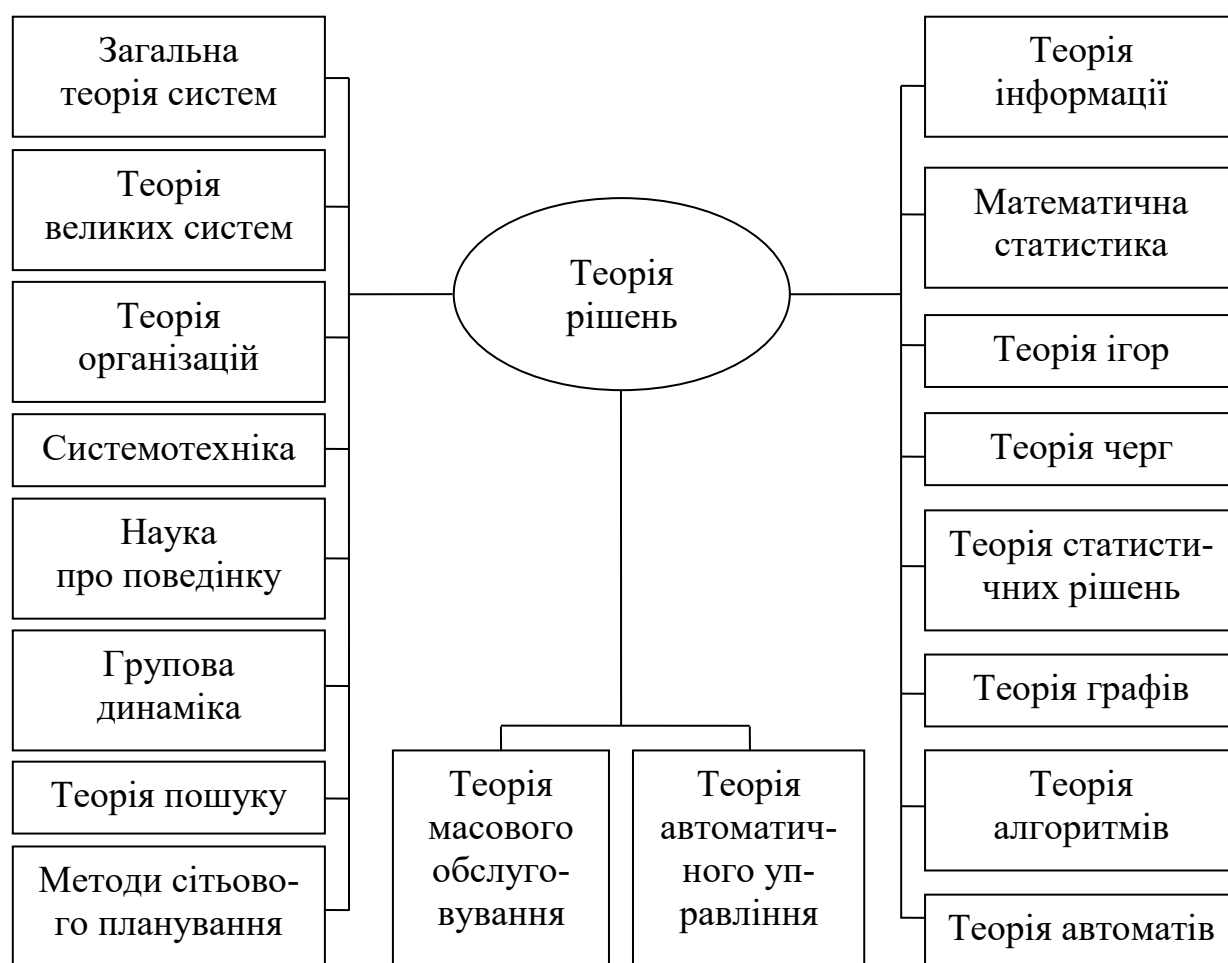 Загальна
теорія систем
Теорія
великих систем
Теорія
організацій
Системотехніка
Наука
про поведінку
Групова
динаміка
Теорія пошуку
Методи сітьово-
го планування
Теорія
рішень
Теорія
масового
обслуго-
вування
Теорія
автоматич-
ного уп-
равління
Теорія
інформації
Математична
статистика
Теорія ігор
Теорія черг
Теорія статисти-
чних рішень
Теорія графів
Теорія
алгоритмів
Теорія автоматів